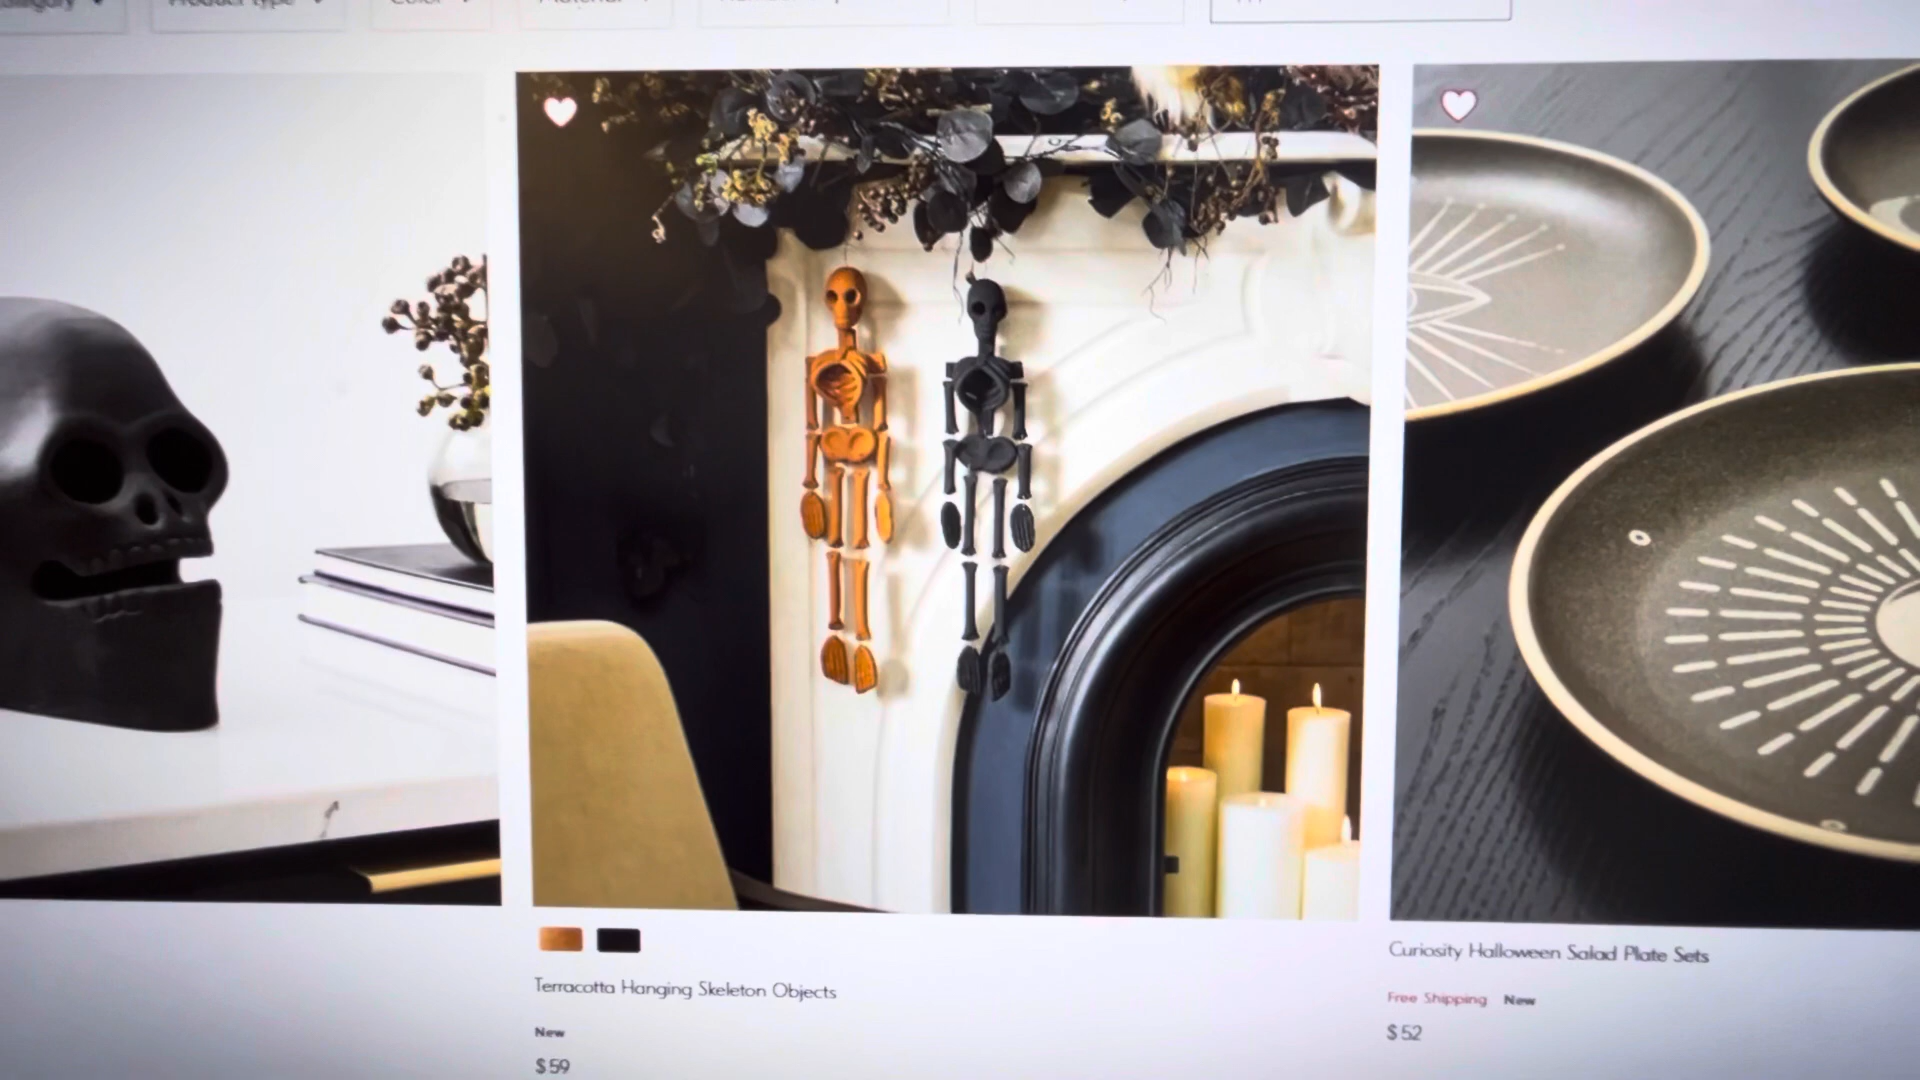 Terracotta Hanging Skeleton Objects
New
$59
Curiosity Halloween Salad Plate Sets
Free Shipping New
$52